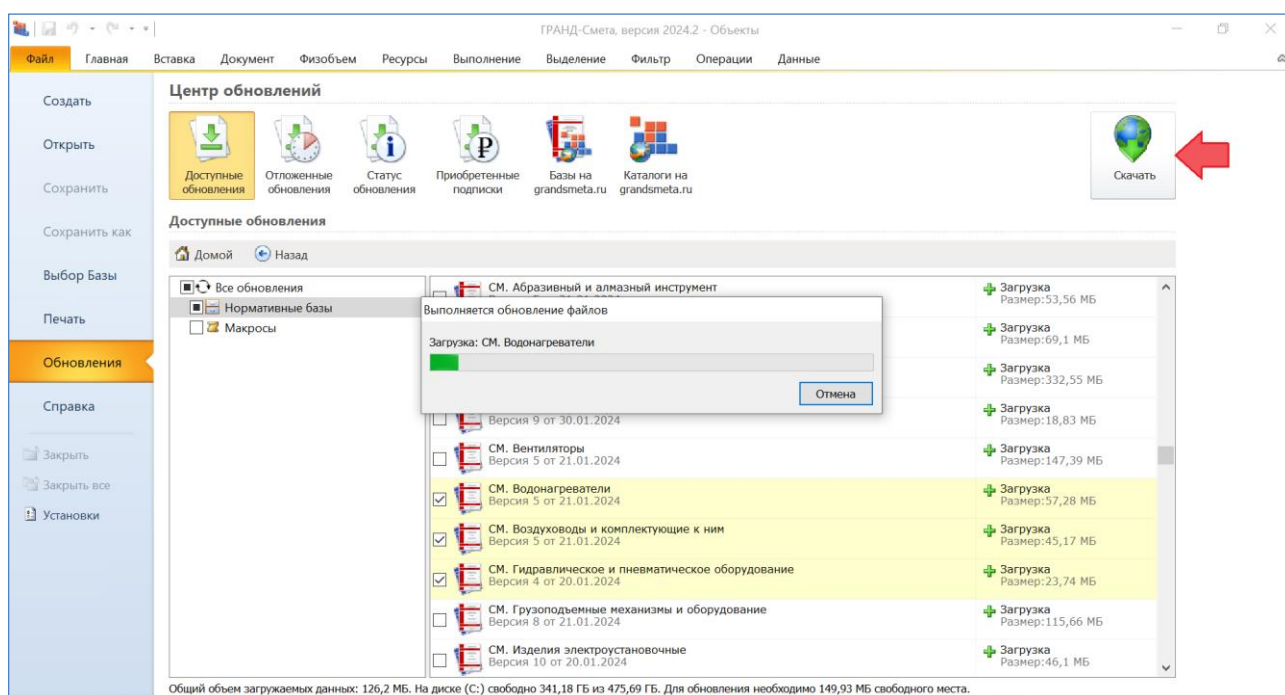 ГРАНД-Смета, версия 2024.2 - Объекты
Файл Главная Вставка Документ Физобъем Ресурсы Выполнение Выделение Фильтр Операции Данные
Создать
Открыть
Сохранить
Сохранить как
Выбор Базы
Печать
Обновления
Справка
Закрыть
Закрыть все
Установки
Центр обновлений
Доступные обновления
Отложенные обновления
Статус обновления
Приобретенные подписки
Базы на grandsmeta.ru
Каталоги на grandsmeta.ru
Скачать
Доступные обновления
Домой Назад
Все обновления
Нормативные базы
Макросы
СМ. Абразивный и алмазный инструмент
Загрузка
Размер:53,56 МБ
Загрузка
Размер:69,1 МБ
Загрузка
Размер:332,55 МБ
Выполняется обновление файлов
Загрузка: СМ. Водонагреватели
Отмена
Версия 9 от 30.01.2024
Загрузка
Размер:18,83 МБ
СМ. Вентиляторы
Версия 5 от 21.01.2024
Загрузка
Размер:147,39 МБ
СМ. Водонагреватели
Версия 5 от 21.01.2024
Загрузка
Размер:57,28 МБ
СМ. Воздуховоды и комплектующие к ним
Версия 5 от 21.01.2024
Загрузка
Размер:45,17 МБ
СМ. Гидравлическое и пневматическое оборудование
Версия 4 от 20.01.2024
Загрузка
Размер:23,74 МБ
СМ. Грузоподъемные механизмы и оборудование
Версия 8 от 21.01.2024
Загрузка
Размер:115,66 МБ
СМ. Изделия электроустановочные
Версия 10 от 20.01.2024
Загрузка
Размер:46,1 МБ
Общий объем загружаемых данных: 126,2 МБ. На диске (C:) свободно 341,18 ГБ из 475,69 ГБ. Для обновления необходимо 149,93 МБ свободного места.